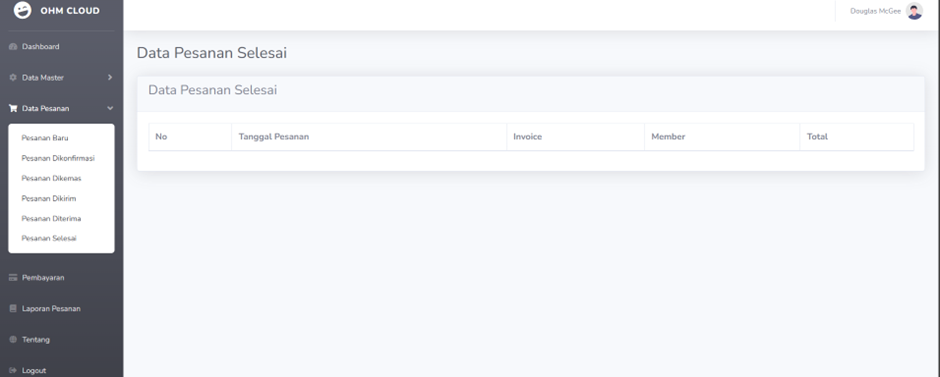 OHM CLOUD
Douglas McGee
Dashboard
Data Master
Data Pesanan
Pesanan Baru
Pesanan Dikonfirmasi
Pesanan Dikemas
Pesanan Dikirim
Pesanan Diterima
Pesanan Selesai
Pembayaran
Laporan Pesanan
Tentang
Logout
Data Pesanan Selesai
Data Pesanan Selesai
No Tanggal Pesanan Invoice Member Total